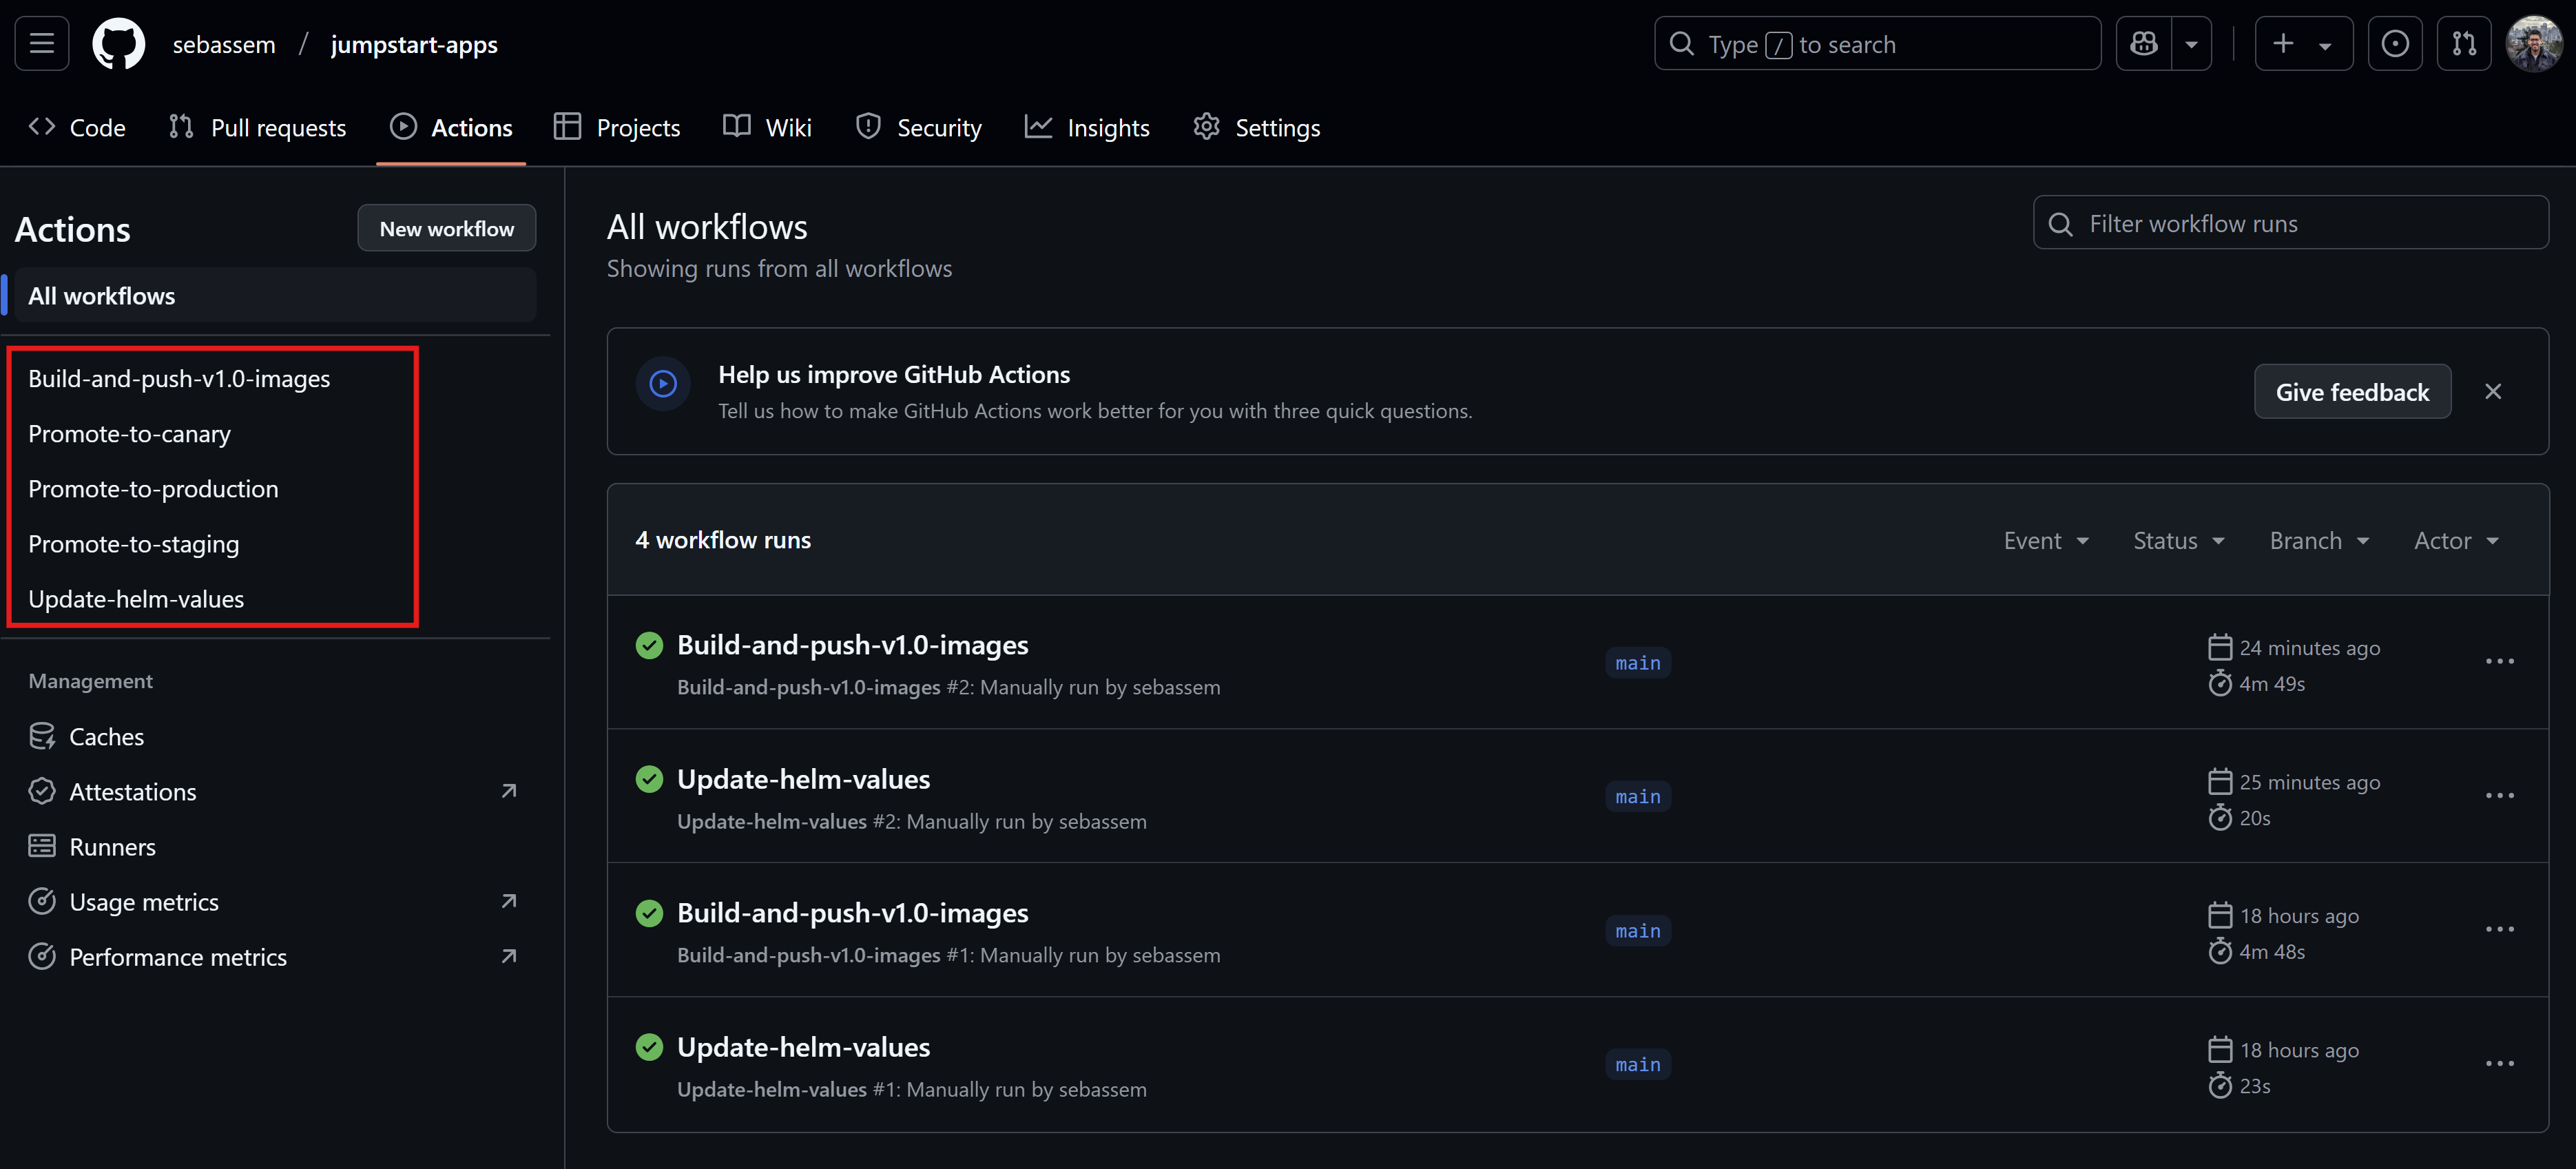 sebassem / jumpstart-apps
Type / to search
Code Pull requests Actions Projects Wiki Security Insights Settings
Actions
New workflow
All workflows
Build-and-push-v1.0-images
Promote-to-canary
Promote-to-production
Promote-to-staging
Update-helm-values
Management
Caches
Attestations
Runners
Usage metrics
Performance metrics
All workflows
Showing runs from all workflows
Filter workflow runs
Help us improve GitHub Actions
Tell us how to make GitHub Actions work better for you with three quick questions.
Give feedback
4 workflow runs
Event Status Branch Actor
Build-and-push-v1.0-images
Build-and-push-v1.0-images #2: Manually run by sebassem
main
24 minutes ago
4m 49s
Update-helm-values
Update-helm-values #2: Manually run by sebassem
main
25 minutes ago
20s
Build-and-push-v1.0-images
Build-and-push-v1.0-images #1: Manually run by sebassem
main
18 hours ago
4m 48s
Update-helm-values
Update-helm-values #1: Manually run by sebassem
main
18 hours ago
23s